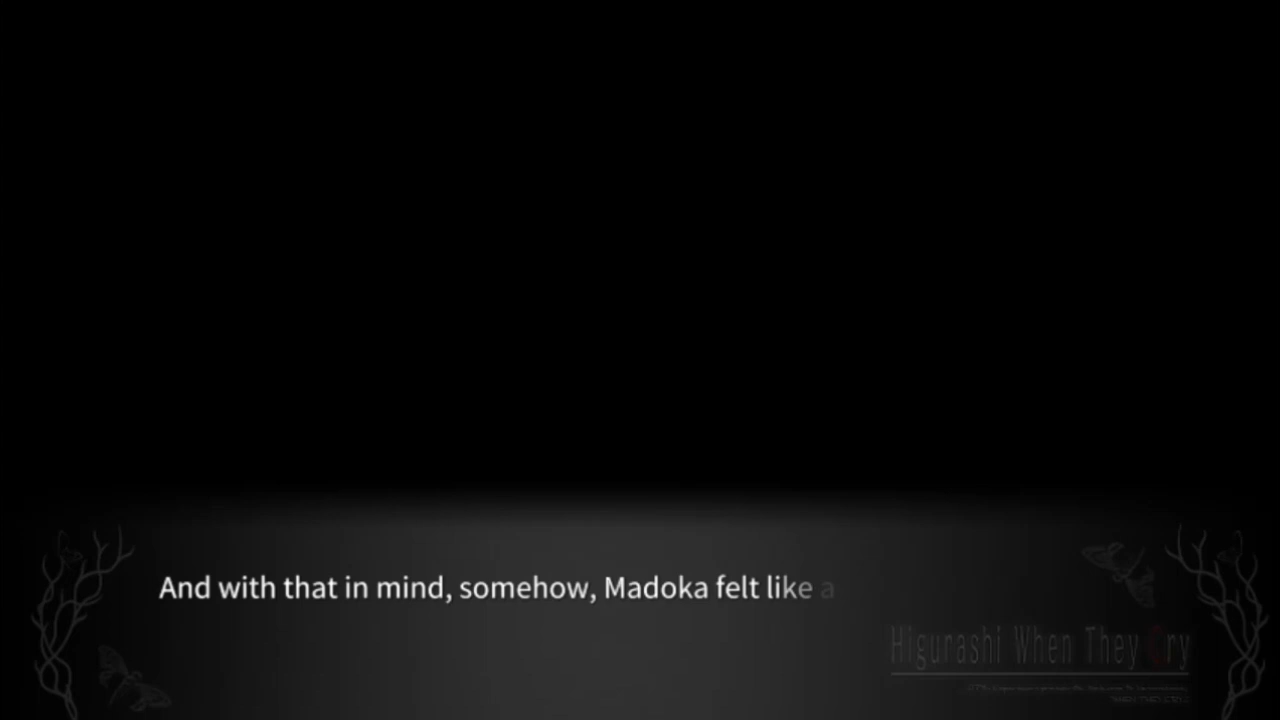 And with that in mind, somehow, Madoka felt like a
Higurashi When They Cry